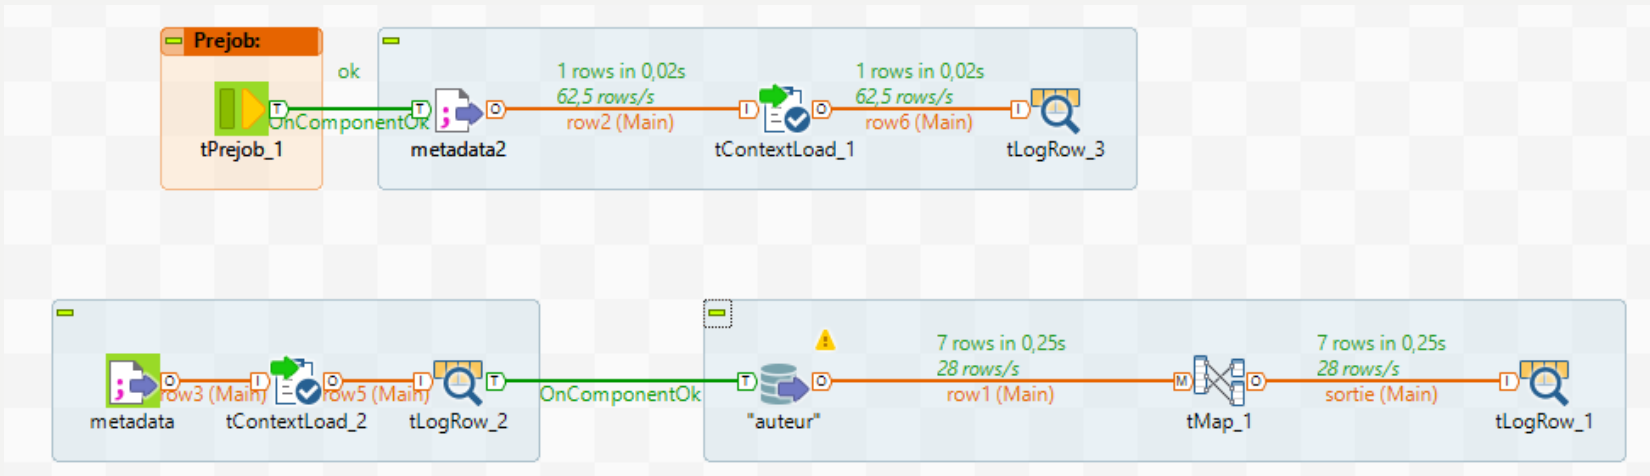 Prejob:
ok
1 rows in 0,02s
62,5 rows/s
1 rows in 0,02s
62,5 rows/s
T
T
O
I
O
I
OnComponentOk
row2 (Main)
row6 (Main)
tPrejob_1
metadata2
tContextLoad_1
tLogRow_3
7 rows in 0,25s
28 rows/s
7 rows in 0,25s
28 rows/s
O
I
O
I
T
T
O
M
O
I
row3 (Main)
row5 (Main)
OnComponentOk
row1 (Main)
sortie (Main)
metadata
tContextLoad_2
tLogRow_2
"auteur"
tMap_1
tLogRow_1